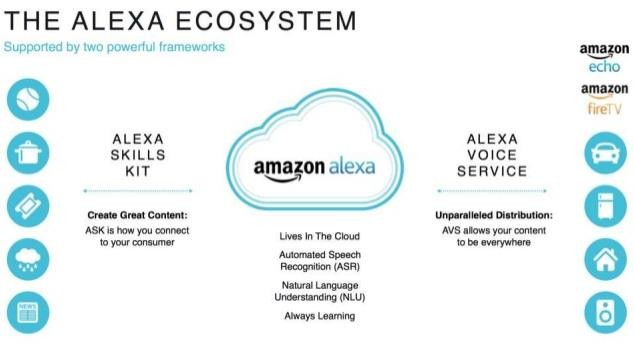 THE ALEXA ECOSYSTEM
Supported by two powerful frameworks
amazon
echo
amazon
fireTV
ALEXA
SKILLS
KIT
Create Great Content:
ASK is how you connect
to your consumer
NEWS
amazon alexa
Lives In The Cloud
Automated Speech
Recognition (ASR)
Natural Language
Understanding (NLU)
Always Learning
ALEXA
VOICE
SERVICE
Unparalleled Distribution:
AVS allows your content
to be everywhere